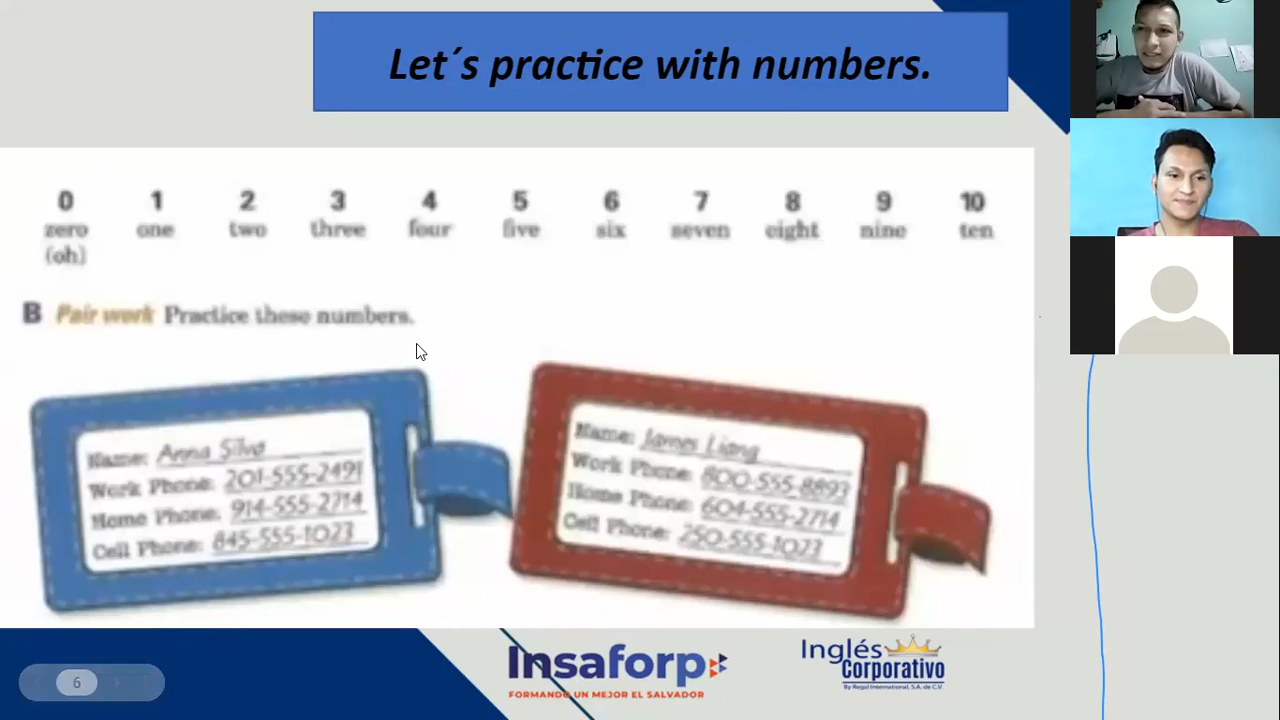 Let´s practice with numbers.
0 1 2 3 4 5 6 7 8 9 10
zero one two three four five six seven eight nine ten
(oh)
B Pair work Practice these numbers.
Name: Anna Silva
Work Phone: 201-555-2491
Home Phone: 914-555-2714
Cell Phone: 845-555-1023
Name: James Liang
Work Phone: 800-555-8893
Home Phone: 604-555-2714
Cell Phone: 250-555-1023
Insaforp
FORMANDO UN MEJOR EL SALVADOR
Inglés
Corporativo
By Regal International, S.A. de C.V.
6